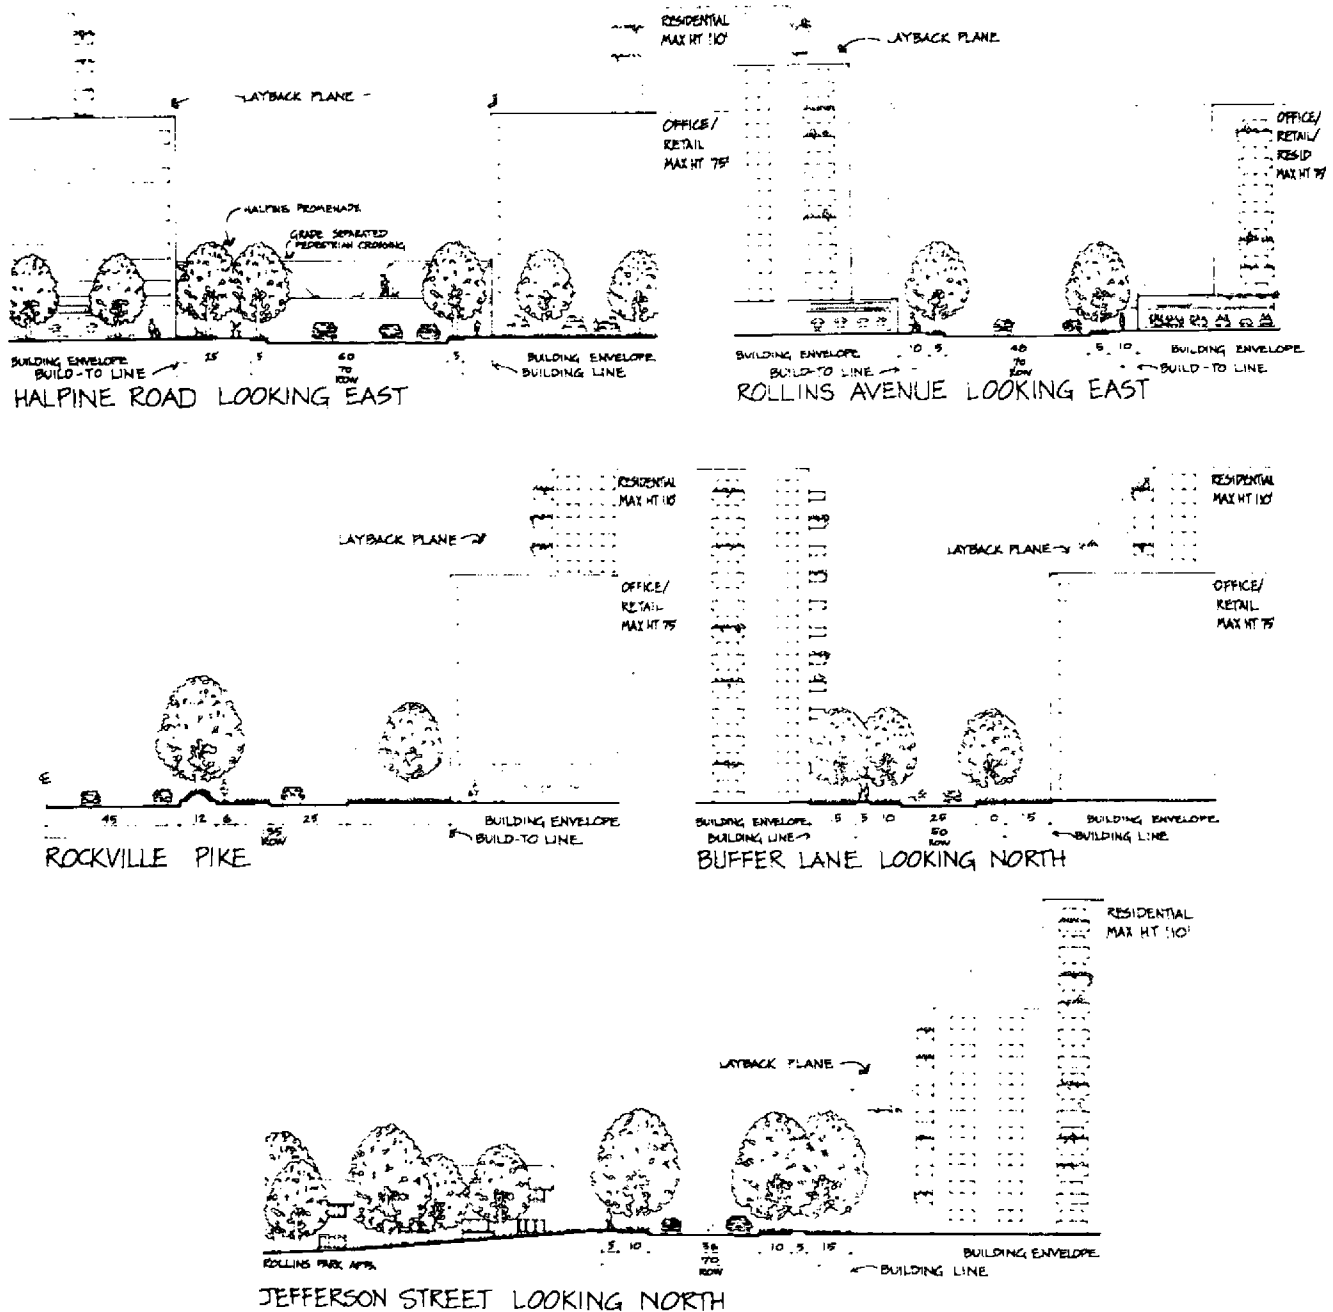 RESIDENTIAL
MAX HT 110'
LAYBACK PLANE
OFFICE/
RETAIL
MAX HT 75'
HALPINE PROMENADE
GRADE SEPARATED
PEDESTRIAN CROSSING
BUILDING ENVELOPE
BUILD-TO LINE
25 5 60 5
70
ROW
BUILDING ENVELOPE
BUILDING LINE
HALPINE ROAD LOOKING EAST
LAYBACK PLANE
OFFICE/
RETAIL/
RESID
MAX HT 75'
BUILDING ENVELOPE
BUILD-TO LINE
10 5 40 5 10
70
ROW
BUILDING ENVELOPE
BUILD-TO LINE
ROLLINS AVENUE LOOKING EAST
RESIDENTIAL
MAX HT 110'
LAYBACK PLANE
OFFICE/
RETAIL
MAX HT 75'
45 12 6 25
ROW
BUILDING ENVELOPE
BUILD-TO LINE
ROCKVILLE PIKE
RESIDENTIAL
MAX HT 110'
LAYBACK PLANE
OFFICE/
RETAIL
MAX HT 75'
BUILDING ENVELOPE
BUILDING LINE
5 10 25
50
ROW
BUILDING ENVELOPE
BUILDING LINE
BUFFER LANE LOOKING NORTH
RESIDENTIAL
MAX HT 110'
LAYBACK PLANE
ROLLINS PARK APTS.
5 10 36 10 5 15
70
ROW
BUILDING ENVELOPE
BUILDING LINE
JEFFERSON STREET LOOKING NORTH